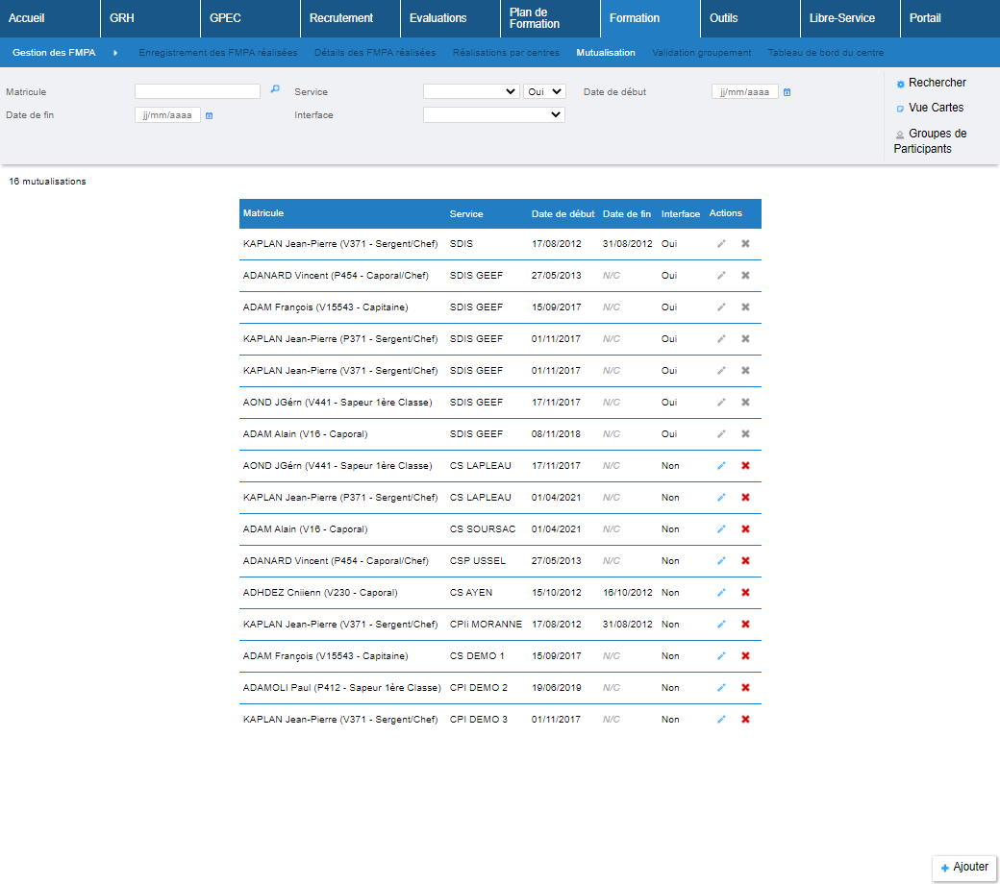 Accueil GRH GPEC Recrutement Evaluations Plan de Formation Formation Outils Libre-Service Portail
Gestion des FMPA Enregistrement des FMPA réalisées Détails des FMPA réalisées Réalisations par centres Mutualisation Validation groupement Tableau de bord du centre
Matricule Service Oui Date de début jj/mm/aaaa
Date de fin jj/mm/aaaa Interface
Rechercher
Vue Cartes
Groupes de
Participants
16 mutualisations
Matricule Service Date de début Date de fin Interface Actions
KAPLAN Jean-Pierre (V371 - Sergent/Chef) SDIS 17/08/2012 31/08/2012 Oui
ADANARD Vincent (P454 - Caporal/Chef) SDIS GEEF 27/05/2013 N/C Oui
ADAM François (V15543 - Capitaine) SDIS GEEF 15/09/2017 N/C Oui
KAPLAN Jean-Pierre (P371 - Sergent/Chef) SDIS GEEF 01/11/2017 N/C Oui
KAPLAN Jean-Pierre (V371 - Sergent/Chef) SDIS GEEF 01/11/2017 N/C Oui
AOND JGérn (V441 - Sapeur 1ère Classe) SDIS GEEF 17/11/2017 N/C Oui
ADAM Alain (V16 - Caporal) SDIS GEEF 08/11/2018 N/C Oui
AOND JGérn (V441 - Sapeur 1ère Classe) CS LAPLEAU 17/11/2017 N/C Non
KAPLAN Jean-Pierre (P371 - Sergent/Chef) CS LAPLEAU 01/04/2021 N/C Non
ADAM Alain (V16 - Caporal) CS SOURSAC 01/04/2021 N/C Non
ADANARD Vincent (P454 - Caporal/Chef) CSP USSEL 27/05/2013 N/C Non
ADHDEZ Cniienn (V230 - Caporal) CS AYEN 15/10/2012 16/10/2012 Non
KAPLAN Jean-Pierre (V371 - Sergent/Chef) CPIi MORANNE 17/08/2012 31/08/2012 Non
ADAM François (V15543 - Capitaine) CS DEMO 1 15/09/2017 N/C Non
ADAMOLI Paul (P412 - Sapeur 1ère Classe) CPI DEMO 2 19/06/2019 N/C Non
KAPLAN Jean-Pierre (V371 - Sergent/Chef) CPI DEMO 3 01/11/2017 N/C Non
Ajouter